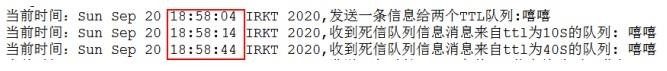 当前时间：Sun Sep 20 18:58:04 IRKT 2020,发送一条信息给两个TTL队列:嘻嘻
当前时间：Sun Sep 20 18:58:14 IRKT 2020,收到死信队列信息消息来自ttl为10S的队列: 嘻嘻
当前时间：Sun Sep 20 18:58:44 IRKT 2020,收到死信队列信息消息来自ttl为40S的队列: 嘻嘻